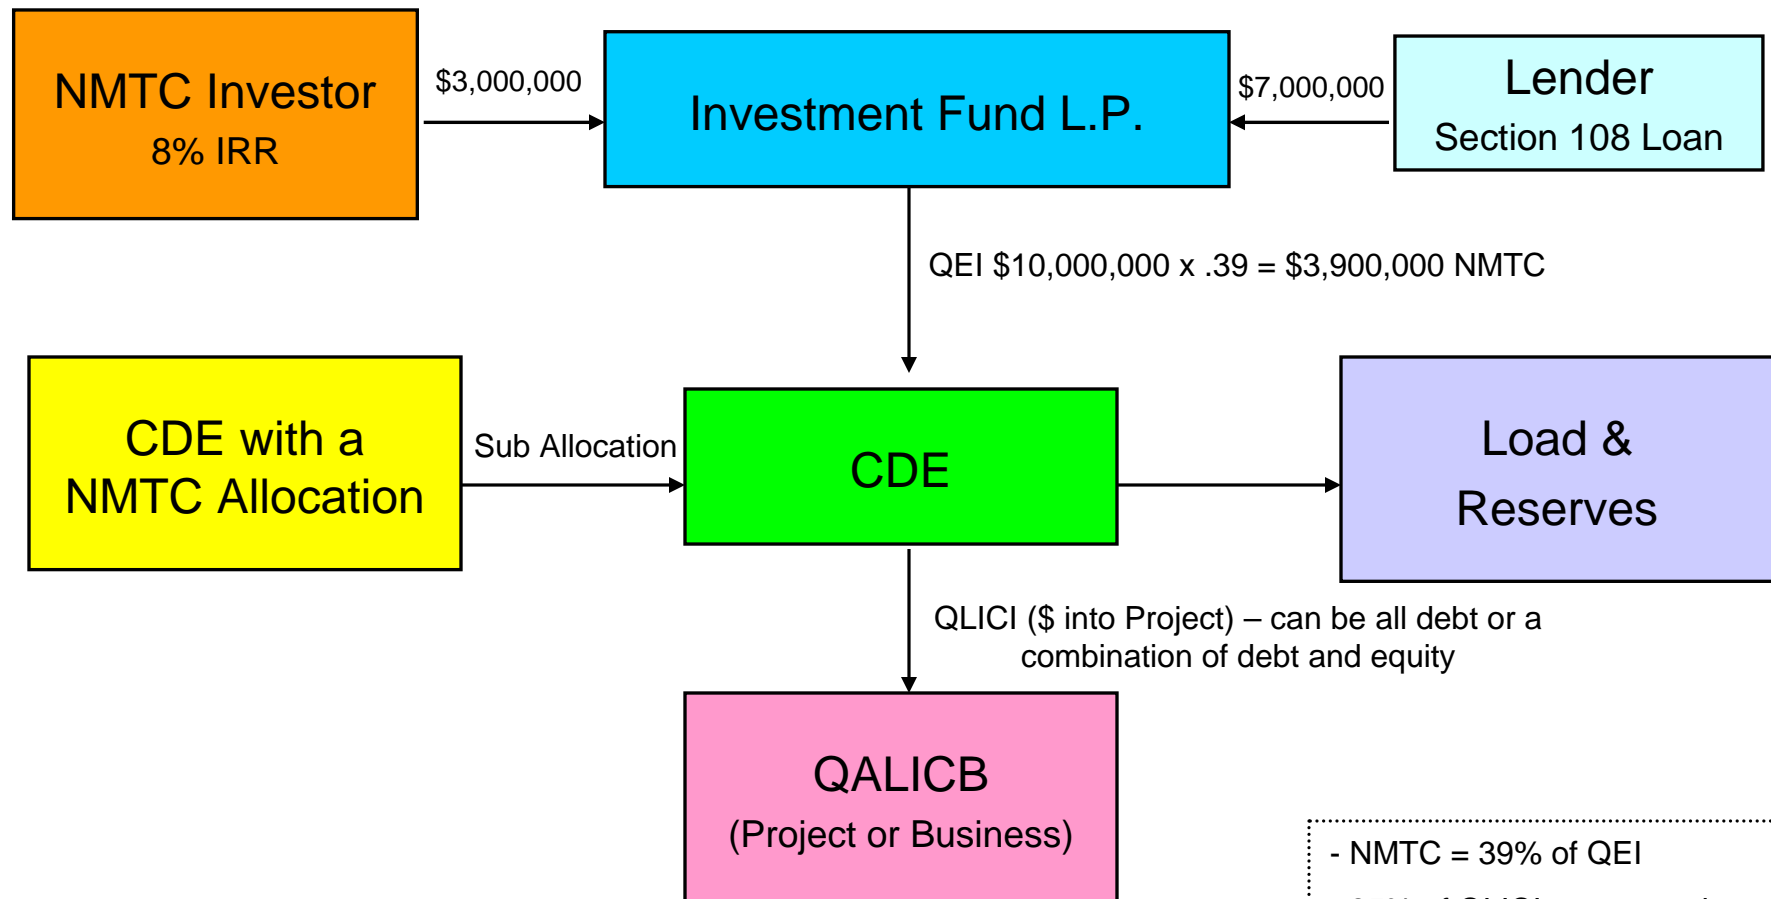 NMTC Investor
8% IRR
$3,000,000
Investment Fund L.P.
$7,000,000
Lender
Section 108 Loan
QEI $10,000,000 x .39 = $3,900,000 NMTC
CDE with a
NMTC Allocation
Sub Allocation
CDE
Load &
Reserves
QLICI ($ into Project) – can be all debt or a
combination of debt and equity
QALICB
(Project or Business)
- NMTC = 39% of QEI